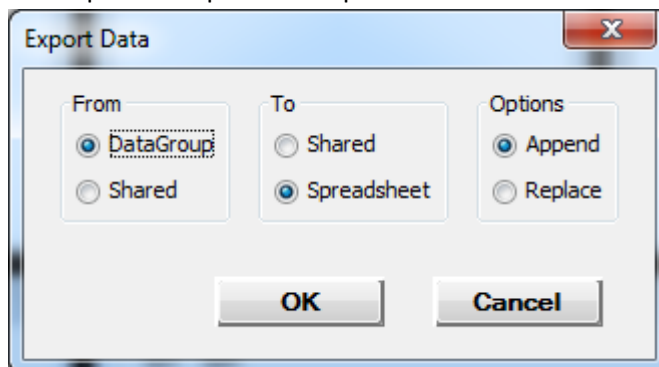 Export Data
From
To
Options
DataGroup
Shared
Append
Shared
Spreadsheet
Replace
OK
Cancel